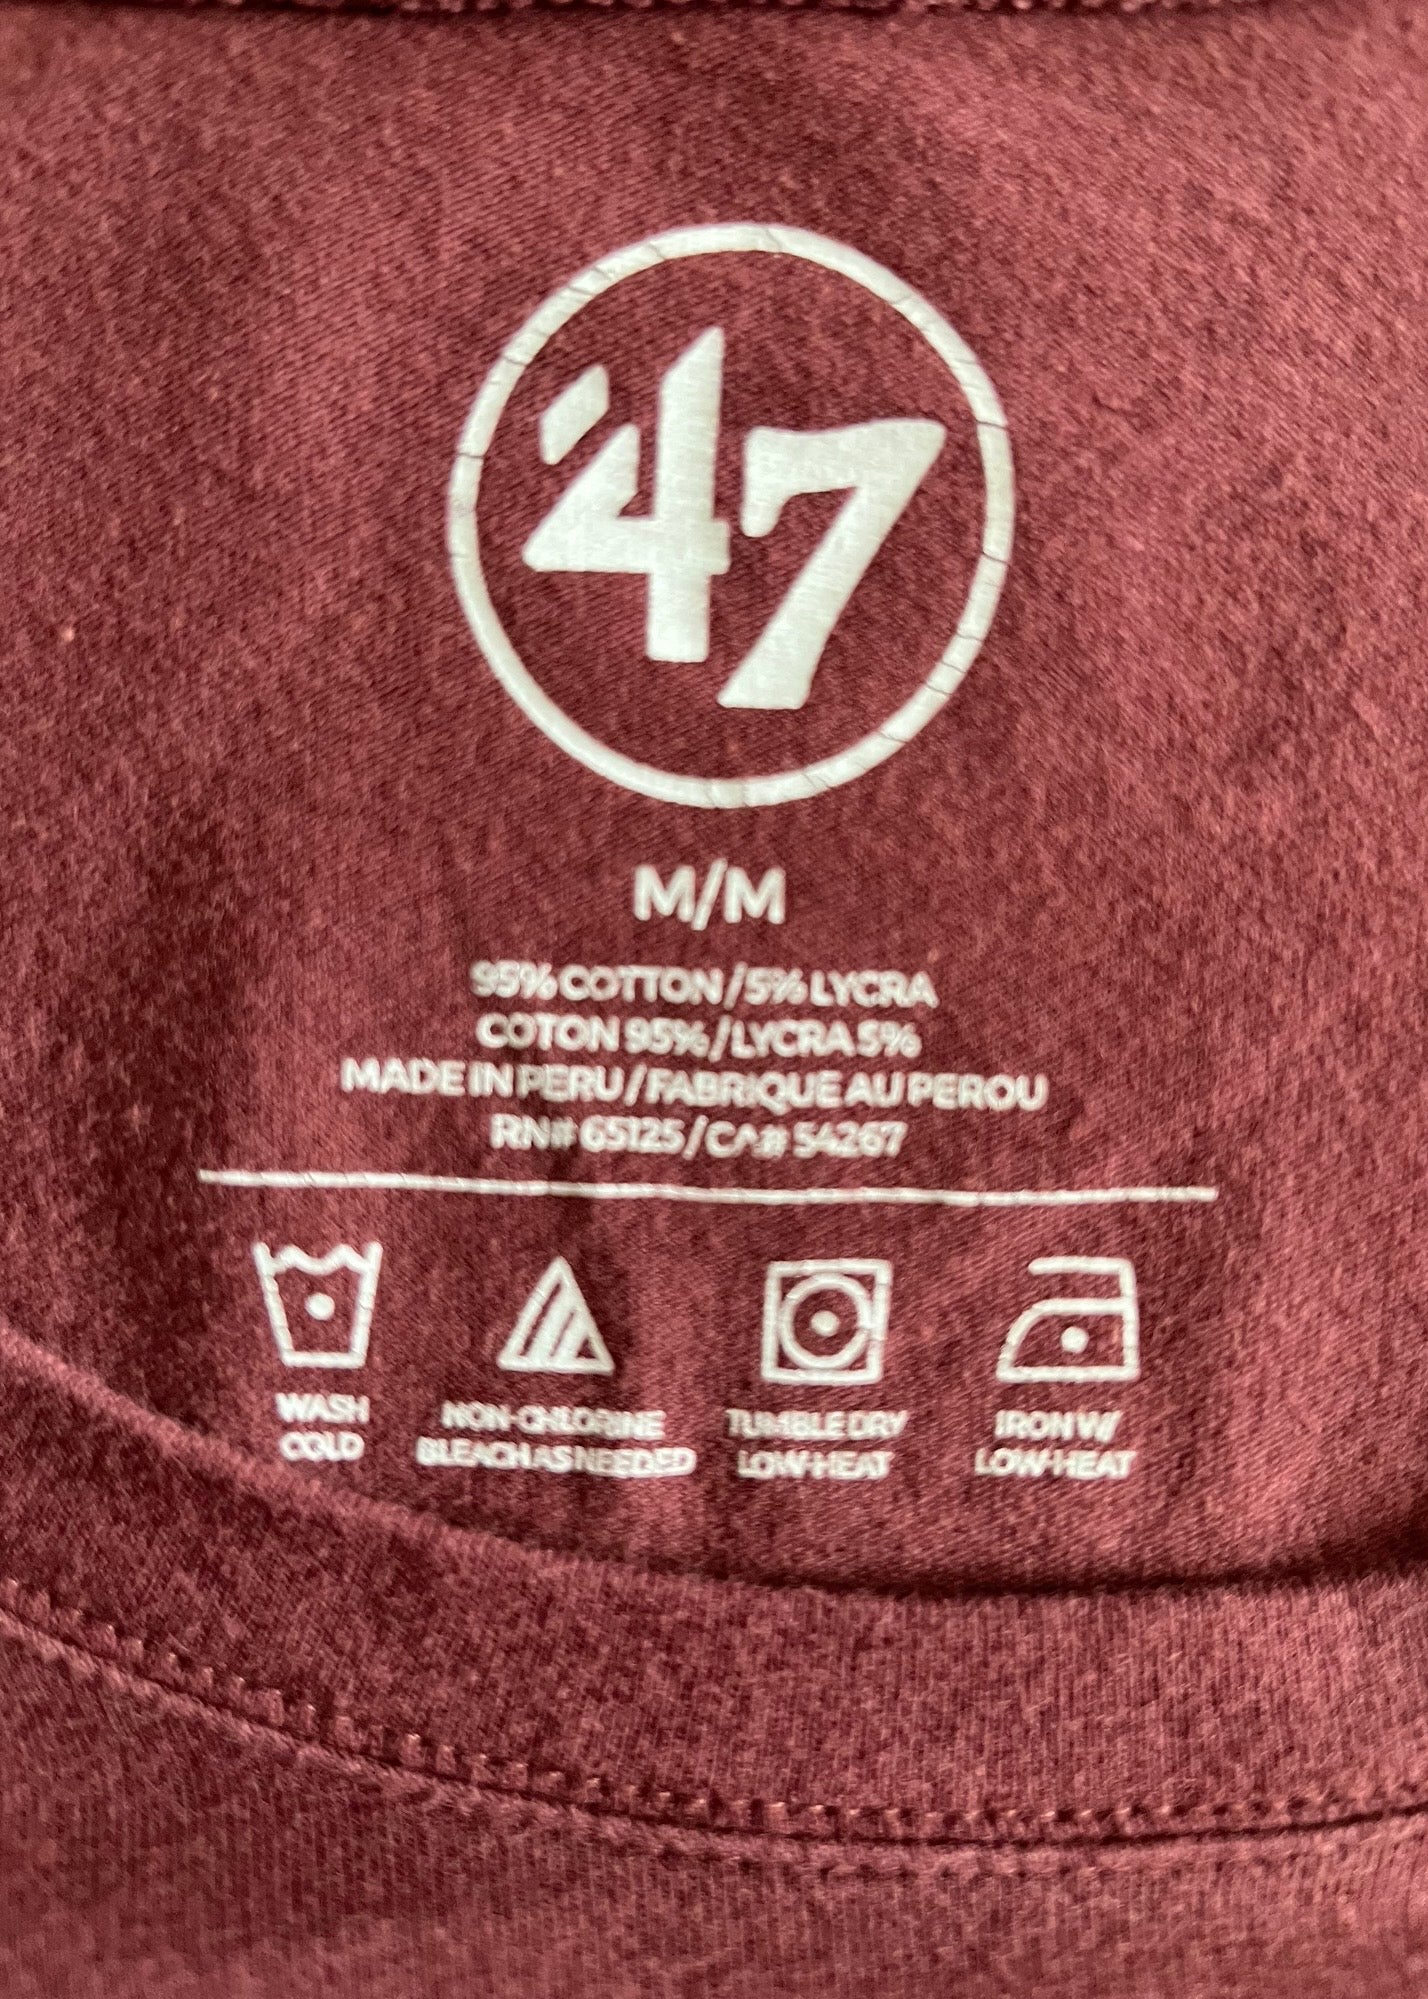 '47
M/M
95% COTTON / 5% LYCRA
COTON 95% / LYCRA 5%
MADE IN PERU / FABRIQUE AU PEROU
RN# 65125 / CA# 54267
WASH COLD
NON-CHLORINE BLEACH AS NEEDED
TUMBLE DRY LOW HEAT
IRON W/ LOW HEAT